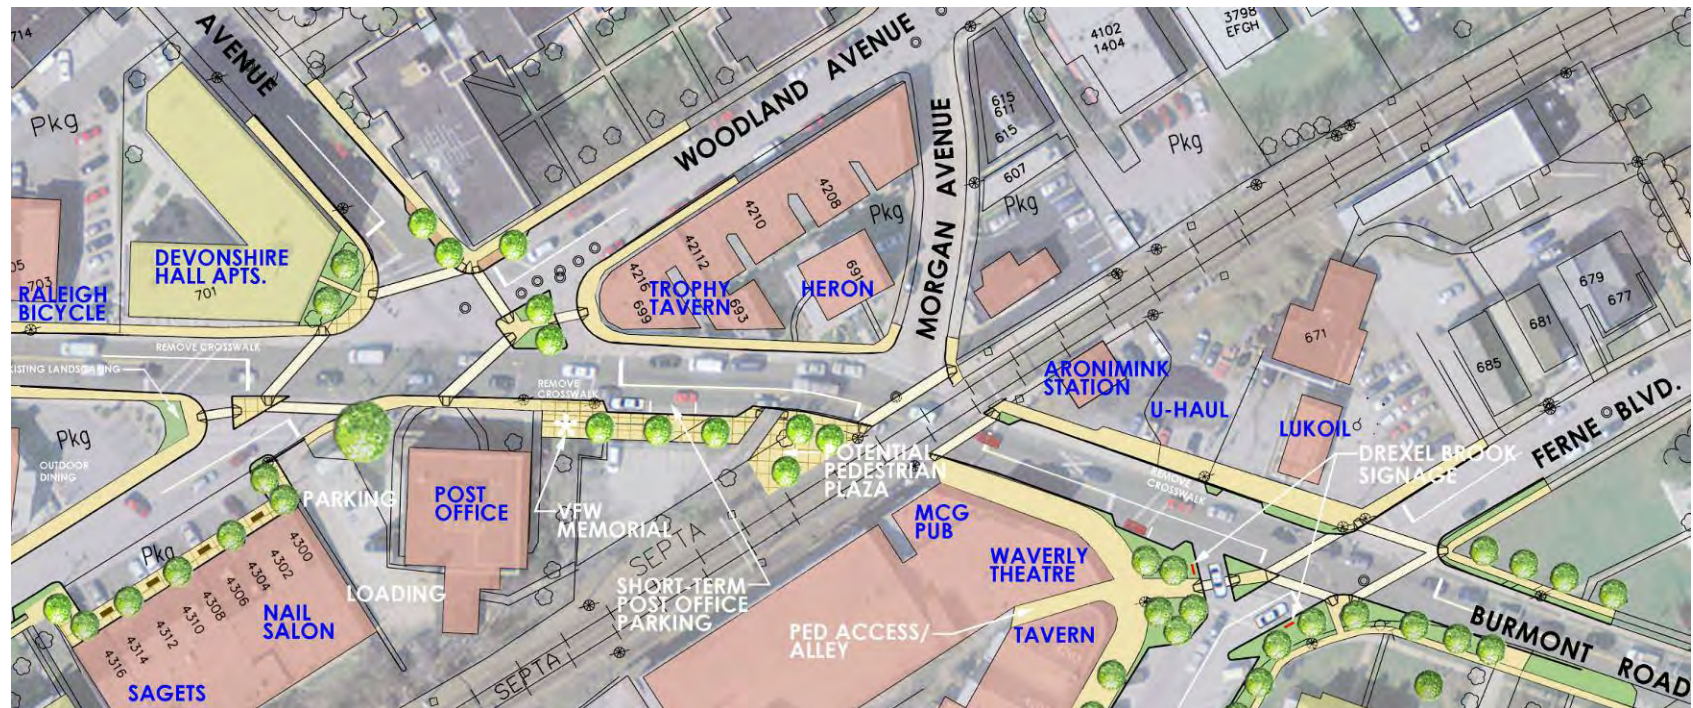 714
AVENUE
WOODLAND AVENUE
4102
1404
3798
EFGH
Pkg
615
611
615
Pkg
607
Pkg
MORGAN AVENUE
4208
4210
42112
4216
699
693
Pkg
DEVONSHIRE
HALL APTS.
701
703
RALEIGH
BICYCLE
TROPHY
TAVERN
HERON
REMOVE CROSSWALK
REMOVE
CROSSWALK
ARONIMINK
STATION
U-HAUL
LUKOIL
671
679
677
681
685
FERNE BLVD.
Pkg
OUTDOOR
DINING
PARKING
POST
OFFICE
VFW
MEMORIAL
POTENTIAL
PEDESTRIAN
PLAZA
MCG
PUB
REMOVE
CROSSWALK
DREXEL BROOK
SIGNAGE
Pkg
4300
4302
4304
4306
4308
4310
4312
4314
4316
NAIL
SALON
SAGETS
LOADING
SEPTA
SEPTA
SHORT-TERM
POST OFFICE
PARKING
WAVERLY
THEATRE
PED ACCESS/
ALLEY
TAVERN
BURMONT ROAD